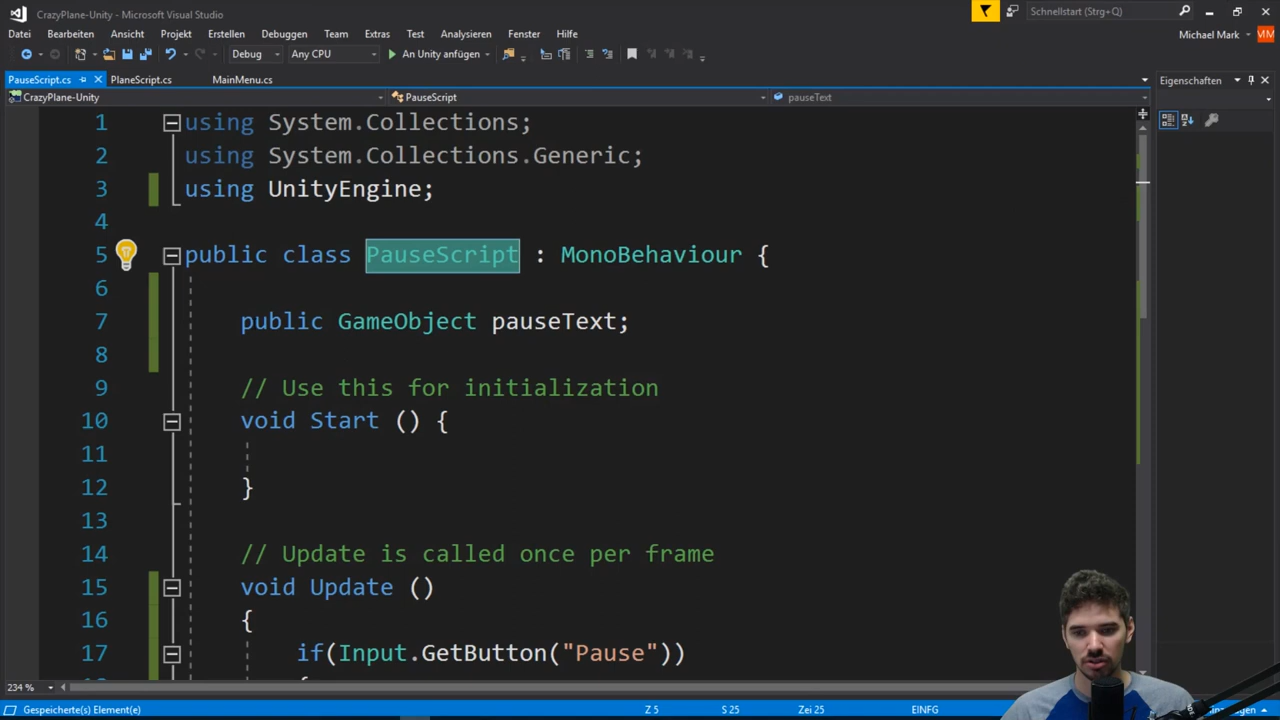 CrazyPlane-Unity - Microsoft Visual Studio
Schnellstart (Strg+Q)
Datei Bearbeiten Ansicht Projekt Erstellen Debuggen Team Extras Test Analysieren Fenster Hilfe
Michael Mark MM
Debug Any CPU An Unity anfügen
PauseScript.cs PlaneScript.cs MainMenu.cs
Eigenschaften
CrazyPlane-Unity PauseScript pauseText
1 using System.Collections;
2 using System.Collections.Generic;
3 using UnityEngine;
4
5 public class PauseScript : MonoBehaviour {
6
7 public GameObject pauseText;
8
9 // Use this for initialization
10 void Start () {
11
12 }
13
14 // Update is called once per frame
15 void Update ()
16 {
17 if(Input.GetButton("Pause"))
234 %
Gespeicherte(s) Element(e) Z 5 S 25 Zei 25 EINFG